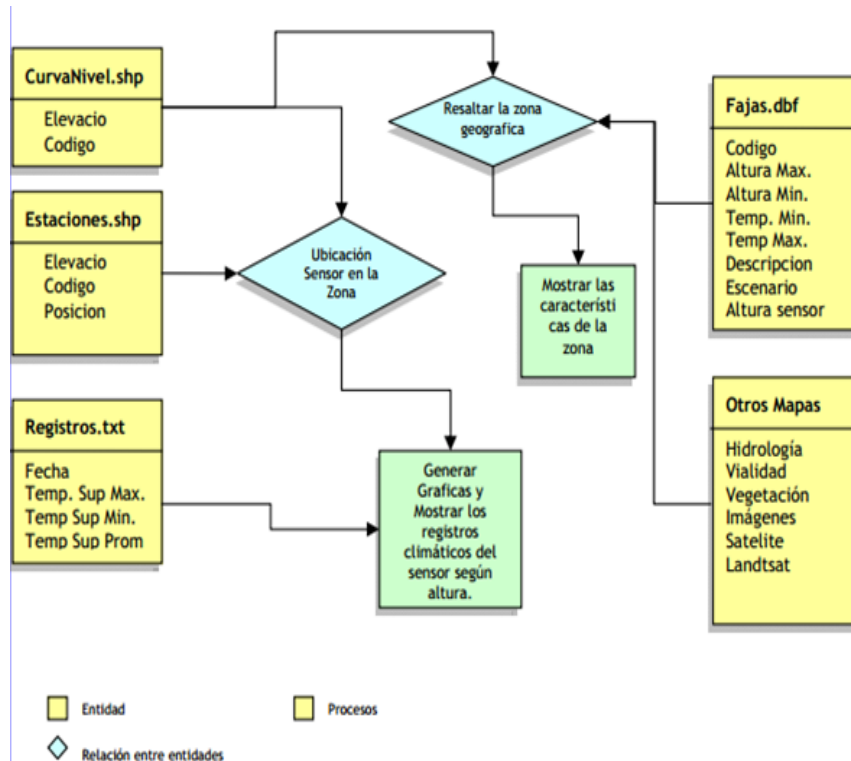 CurvaNivel.shp
Elevacio
Codigo
Estaciones.shp
Elevacio
Codigo
Posicion
Registros.txt
Fecha
Temp. Sup Max.
Temp Sup Min.
Temp Sup Prom
Resaltar la zona
geografica
Ubicación
Sensor en la
Zona
Mostrar las
característi
cas de la
zona
Generar
Graficas y
Mostrar los
registros
climáticos del
sensor según
altura.
Fajas.dbf
Codigo
Altura Max.
Altura Min.
Temp. Min.
Temp Max.
Descripcion
Escenario
Altura sensor
Otros Mapas
Hidrología
Vialidad
Vegetación
Imágenes
Satelite
Landtsat
Entidad
Procesos
Relación entre entidades